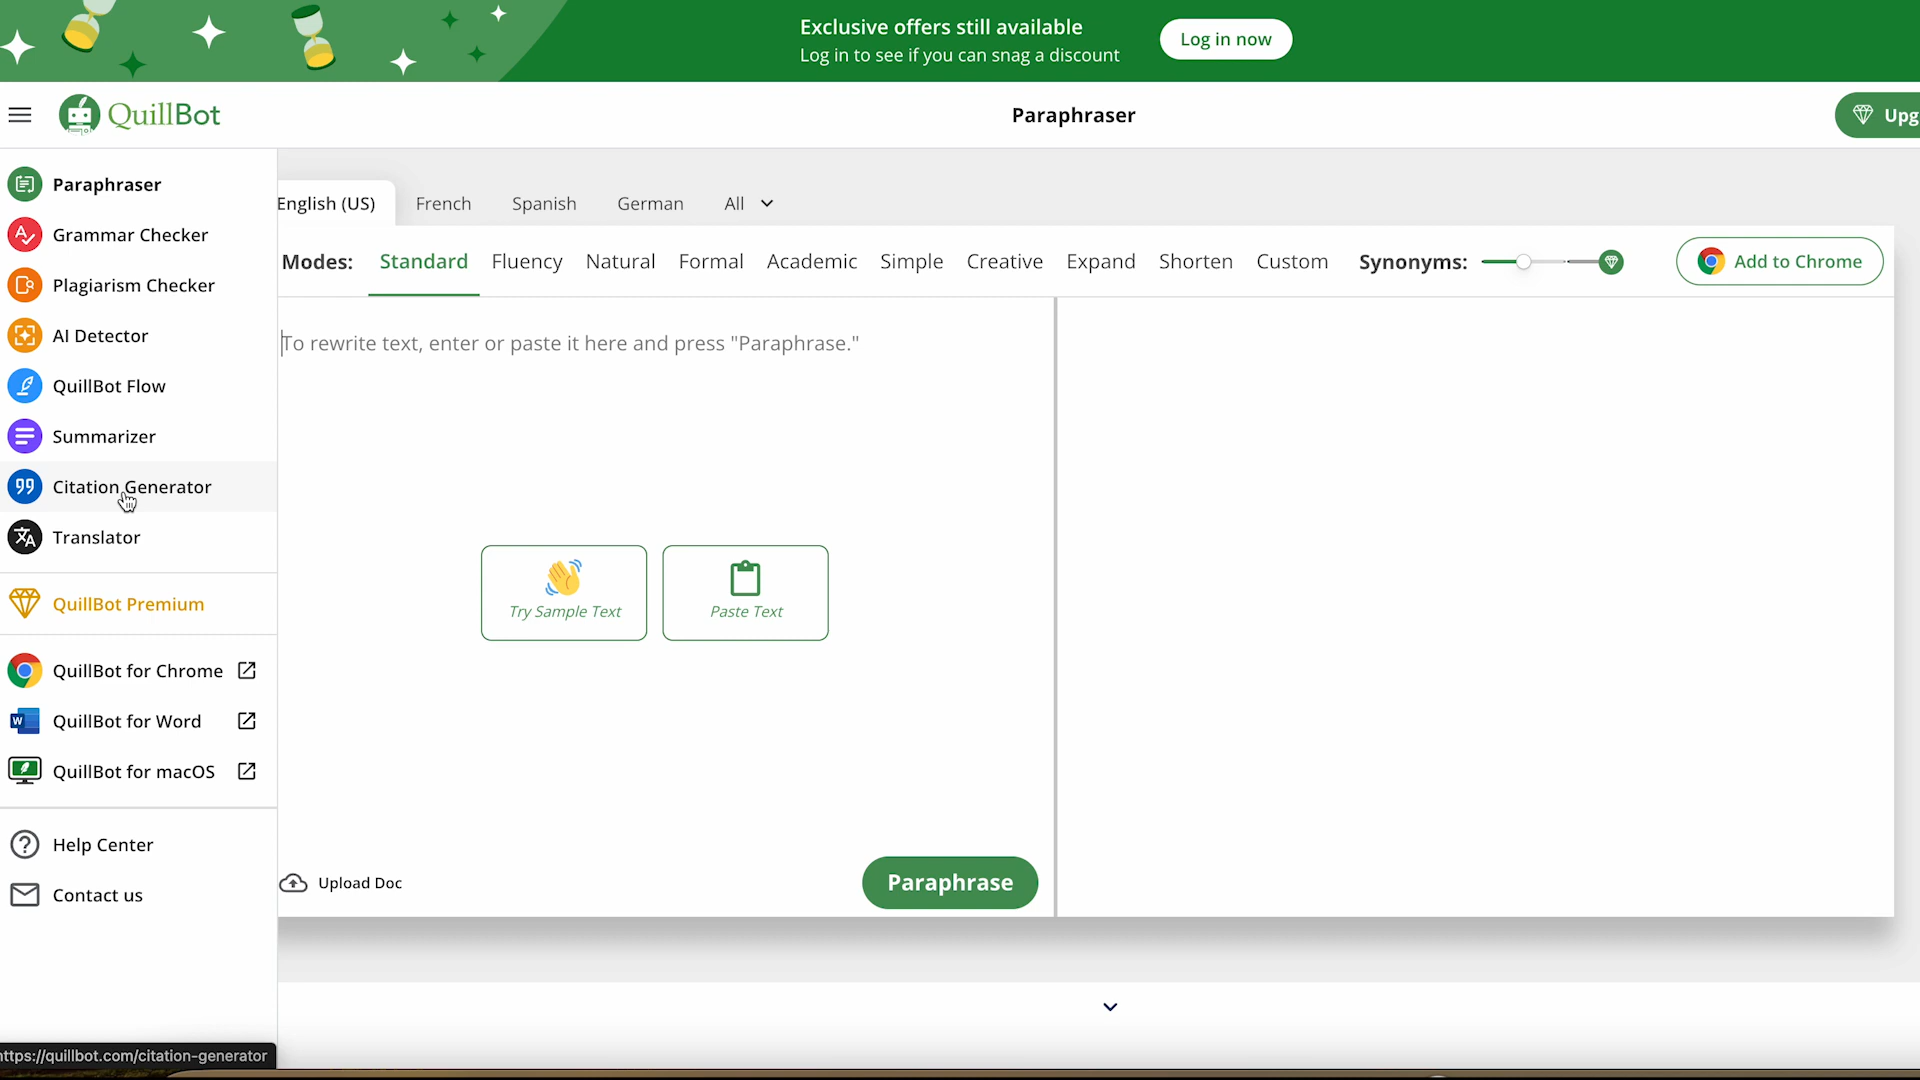 Exclusive offers still available
Log in to see if you can snag a discount
Log in now
QuillBot
Paraphraser
Upg
Paraphraser
Grammar Checker
Plagiarism Checker
AI Detector
QuillBot Flow
Summarizer
Citation Generator
Translator
QuillBot Premium
QuillBot for Chrome
QuillBot for Word
QuillBot for macOS
Help Center
Contact us
English (US) French Spanish German All
Modes: Standard Fluency Natural Formal Academic Simple Creative Expand Shorten Custom Synonyms: Add to Chrome
To rewrite text, enter or paste it here and press "Paraphrase."
Try Sample Text Paste Text
Upload Doc Paraphrase
https://quillbot.com/citation-generator